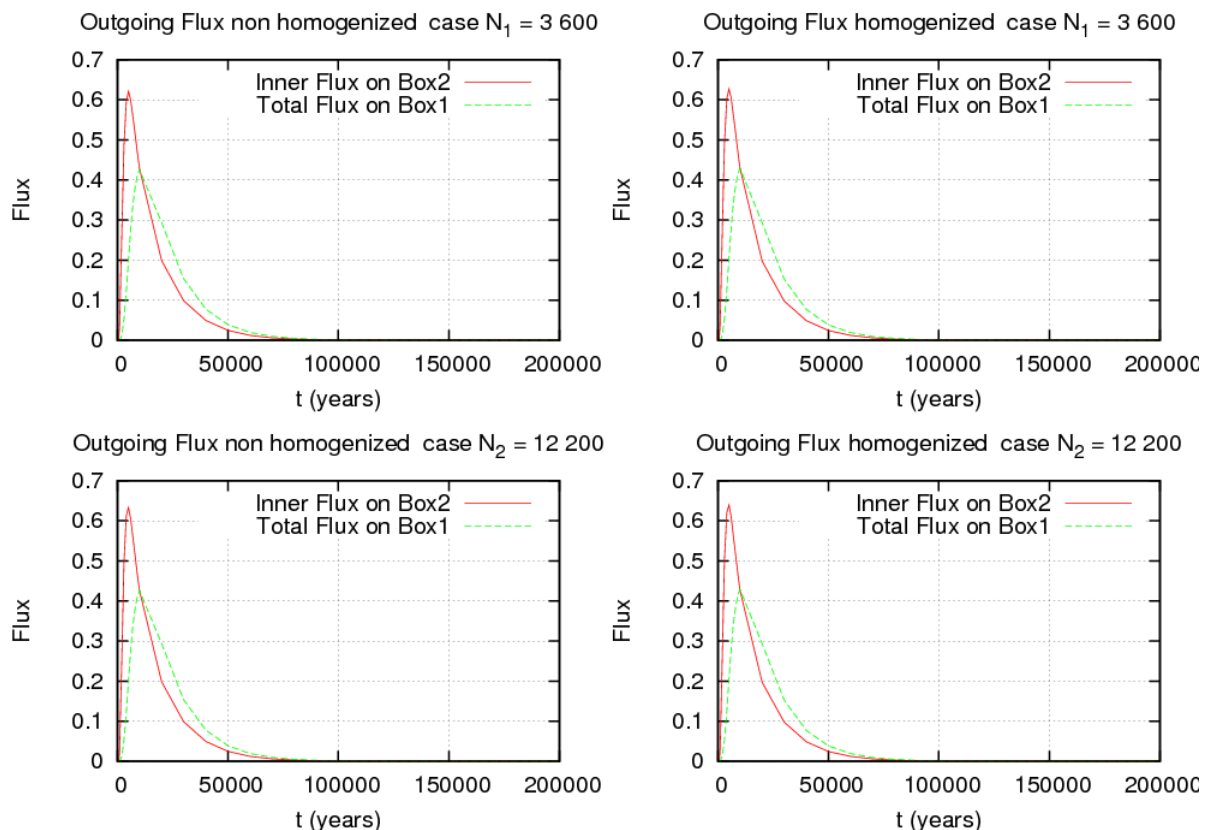 Outgoing Flux non homogenized case N1 = 3 600
0.7
0.6
0.5
0.4
0.3
0.2
0.1
0
Flux
Inner Flux on Box2
Total Flux on Box1
0 50000 100000 150000 200000
t (years)
Outgoing Flux homogenized case N1 = 3 600
0.7
0.6
0.5
0.4
0.3
0.2
0.1
0
Flux
Inner Flux on Box2
Total Flux on Box1
0 50000 100000 150000 200000
t (years)
Outgoing Flux non homogenized case N2 = 12 200
0.7
0.6
0.5
0.4
0.3
0.2
0.1
0
Flux
Inner Flux on Box2
Total Flux on Box1
0 50000 100000 150000 200000
t (years)
Outgoing Flux homogenized case N2 = 12 200
0.7
0.6
0.5
0.4
0.3
0.2
0.1
0
Flux
Inner Flux on Box2
Total Flux on Box1
0 50000 100000 150000 200000
t (years)